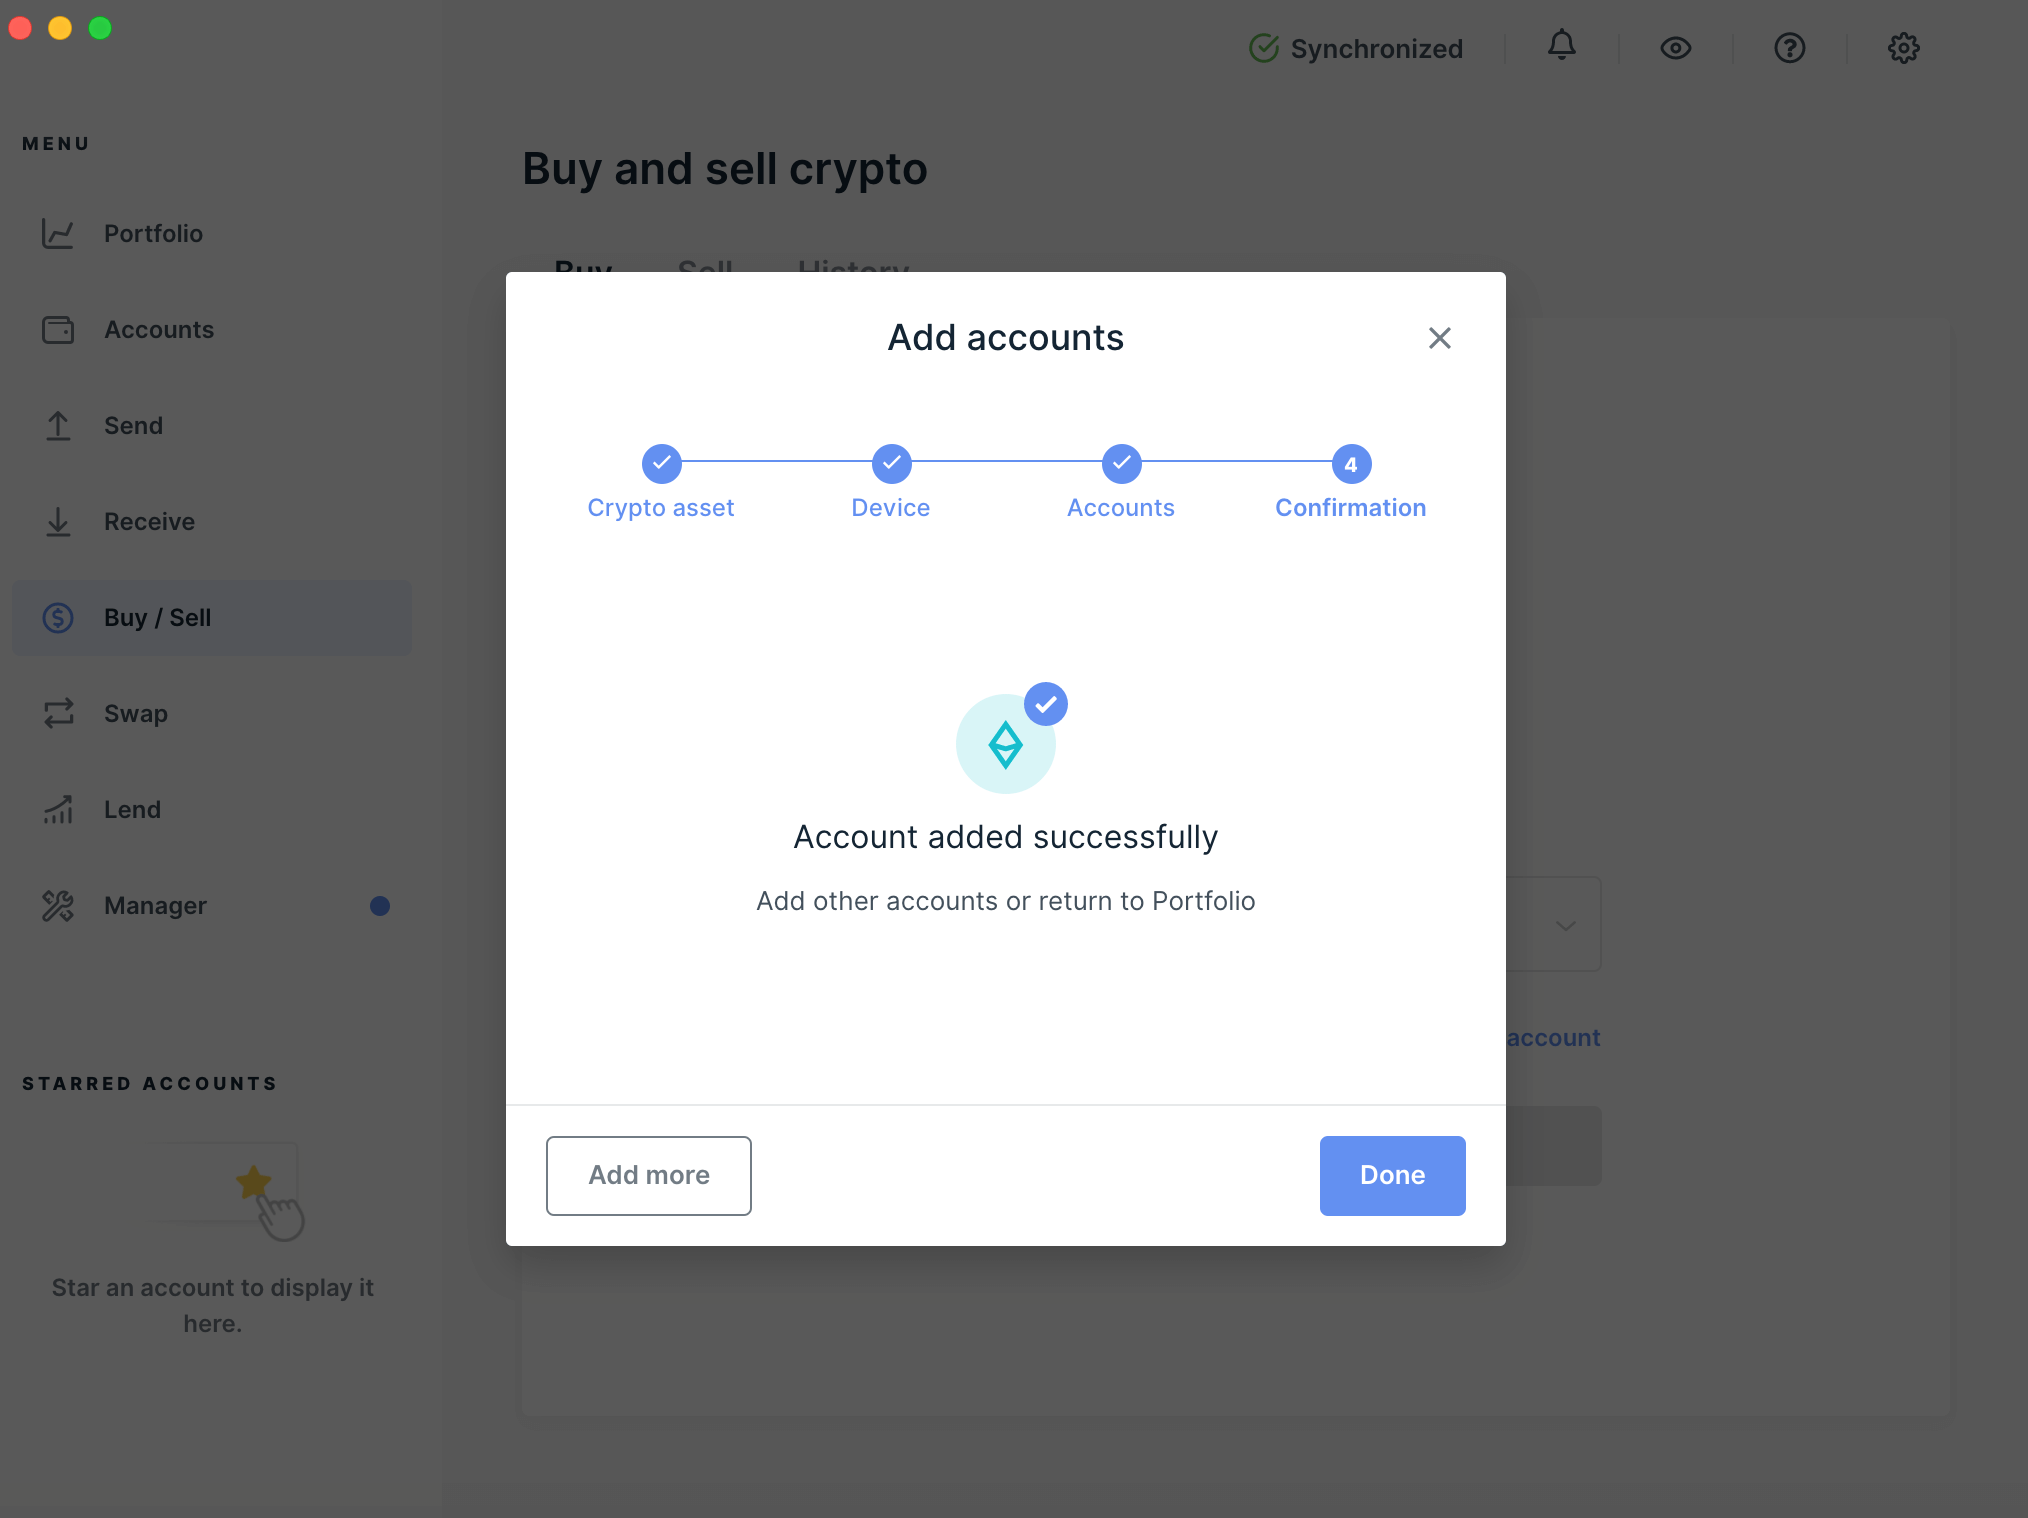 Synchronized
MENU
Buy and sell crypto
Portfolio
Buy Sell History
Accounts
Add accounts
Send
4
Crypto asset Device Accounts Confirmation
Receive
Buy / Sell
Swap
Lend
Account added successfully
Add other accounts or return to Portfolio
Manager
account
STARRED ACCOUNTS
Add more Done
Star an account to display it
here.